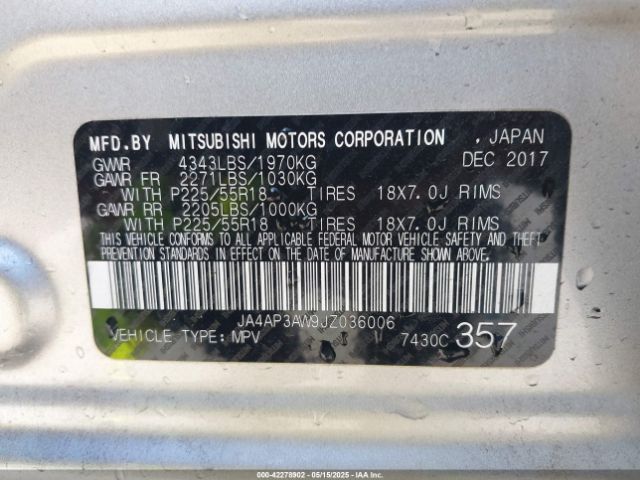 MFD.BY MITSUBISHI MOTORS CORPORATION , JAPAN
GVWR 4343LBS/1970KG DEC 2017
GAWR FR 2271LBS/1030KG
WITH P225/55R18 TIRES 18X7.0J RIMS
GAWR RR 2205LBS/1000KG
WITH P225/55R18 TIRES 18X7.0J RIMS
THIS VEHICLE CONFORMS TO ALL APPLICABLE FEDERAL MOTOR VEHICLE SAFETY AND THEFT
PREVENTION STANDARDS IN EFFECT ON THE DATE OF MANUFACTURE SHOWN ABOVE.
JA4AP3AW9JZ036006
VEHICLE TYPE: MPV 7430C 357
000-42278902 - 05/15/2025 - IAAI.COM